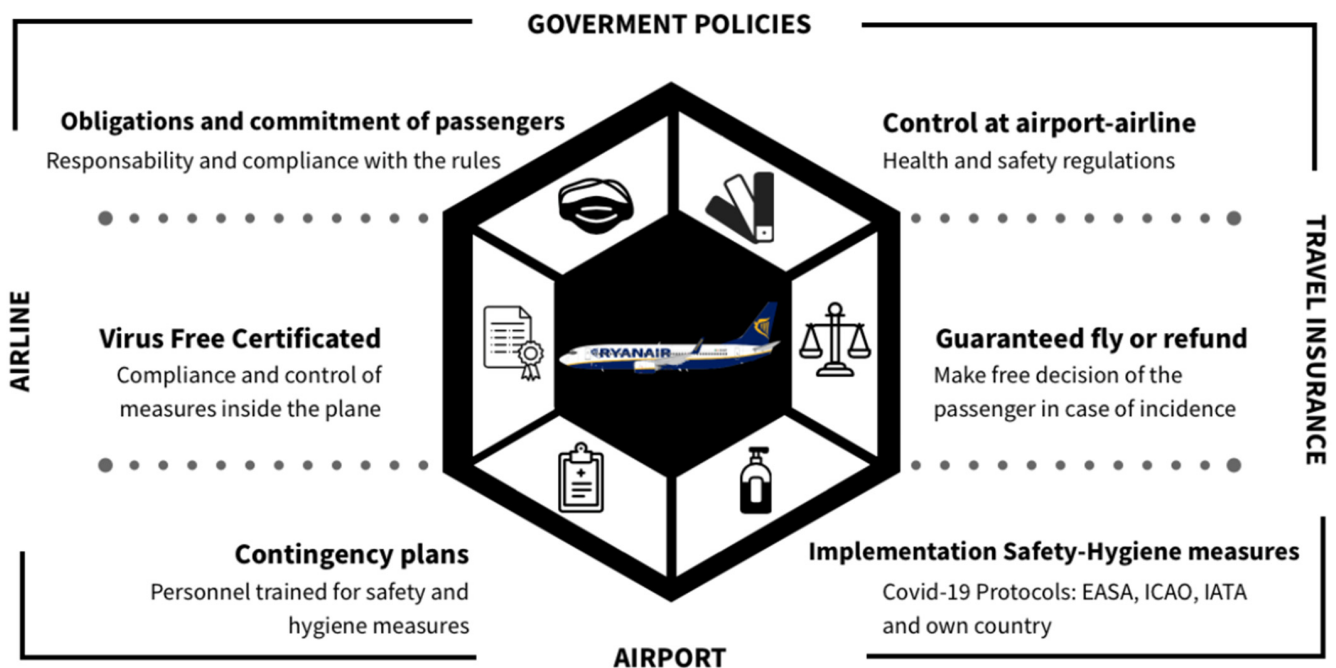 GOVERMENT POLICIES
Obligations and commitment of passengers
Responsability and compliance with the rules
Control at airport-airline
Health and safety regulations
AIRLINE
Virus Free Certificated
Compliance and control of
measures inside the plane
RYANAIR
Guaranteed fly or refund
Make free decision of the
passenger in case of incidence
TRAVEL INSURANCE
Contingency plans
Personnel trained for safety and
hygiene measures
Implementation Safety-Hygiene measures
Covid-19 Protocols: EASA, ICAO, IATA
and own country
AIRPORT